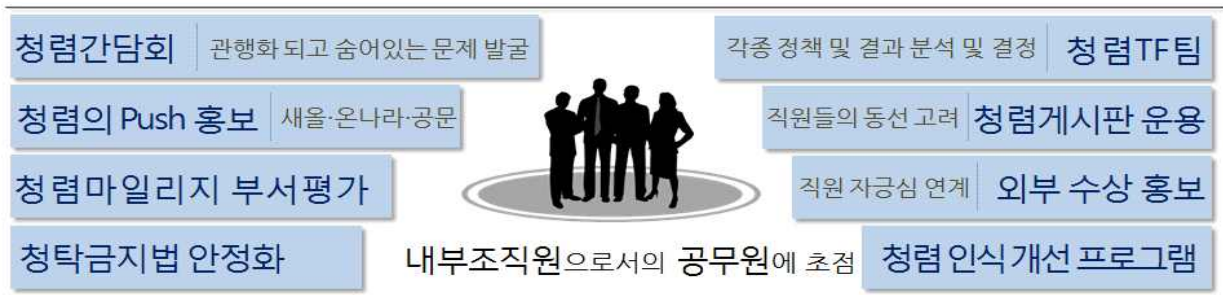 청렴간담회 관행화 되고 숨어있는 문제 발굴
각종 정책 및 결과 분석 및 결정 청렴TF팀
청렴의 Push 홍보 새올·온나라·공문
직원들의 동선 고려 청렴게시판 운용
청렴마일리지 부서평가
직원 자긍심 연계 외부 수상 홍보
청탁금지법 안정화
내부조직원으로서의 공무원에 초점
청렴 인식 개선 프로그램